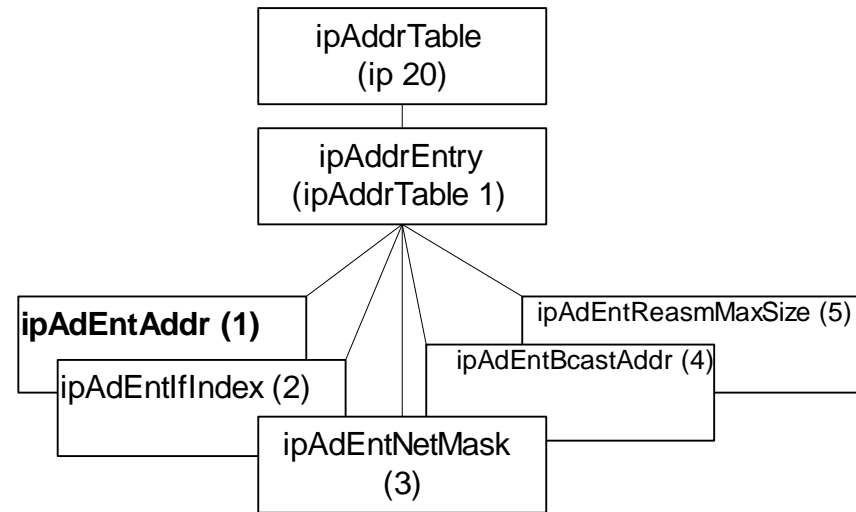 ipAddrTable
(ip 20)
ipAddrEntry
(ipAddrTable 1)
ipAdEntAddr (1)
ipAdEntReasmMaxSize (5)
ipAdEntIfIndex (2)
ipAdEntBcastAddr (4)
ipAdEntNetMask
(3)